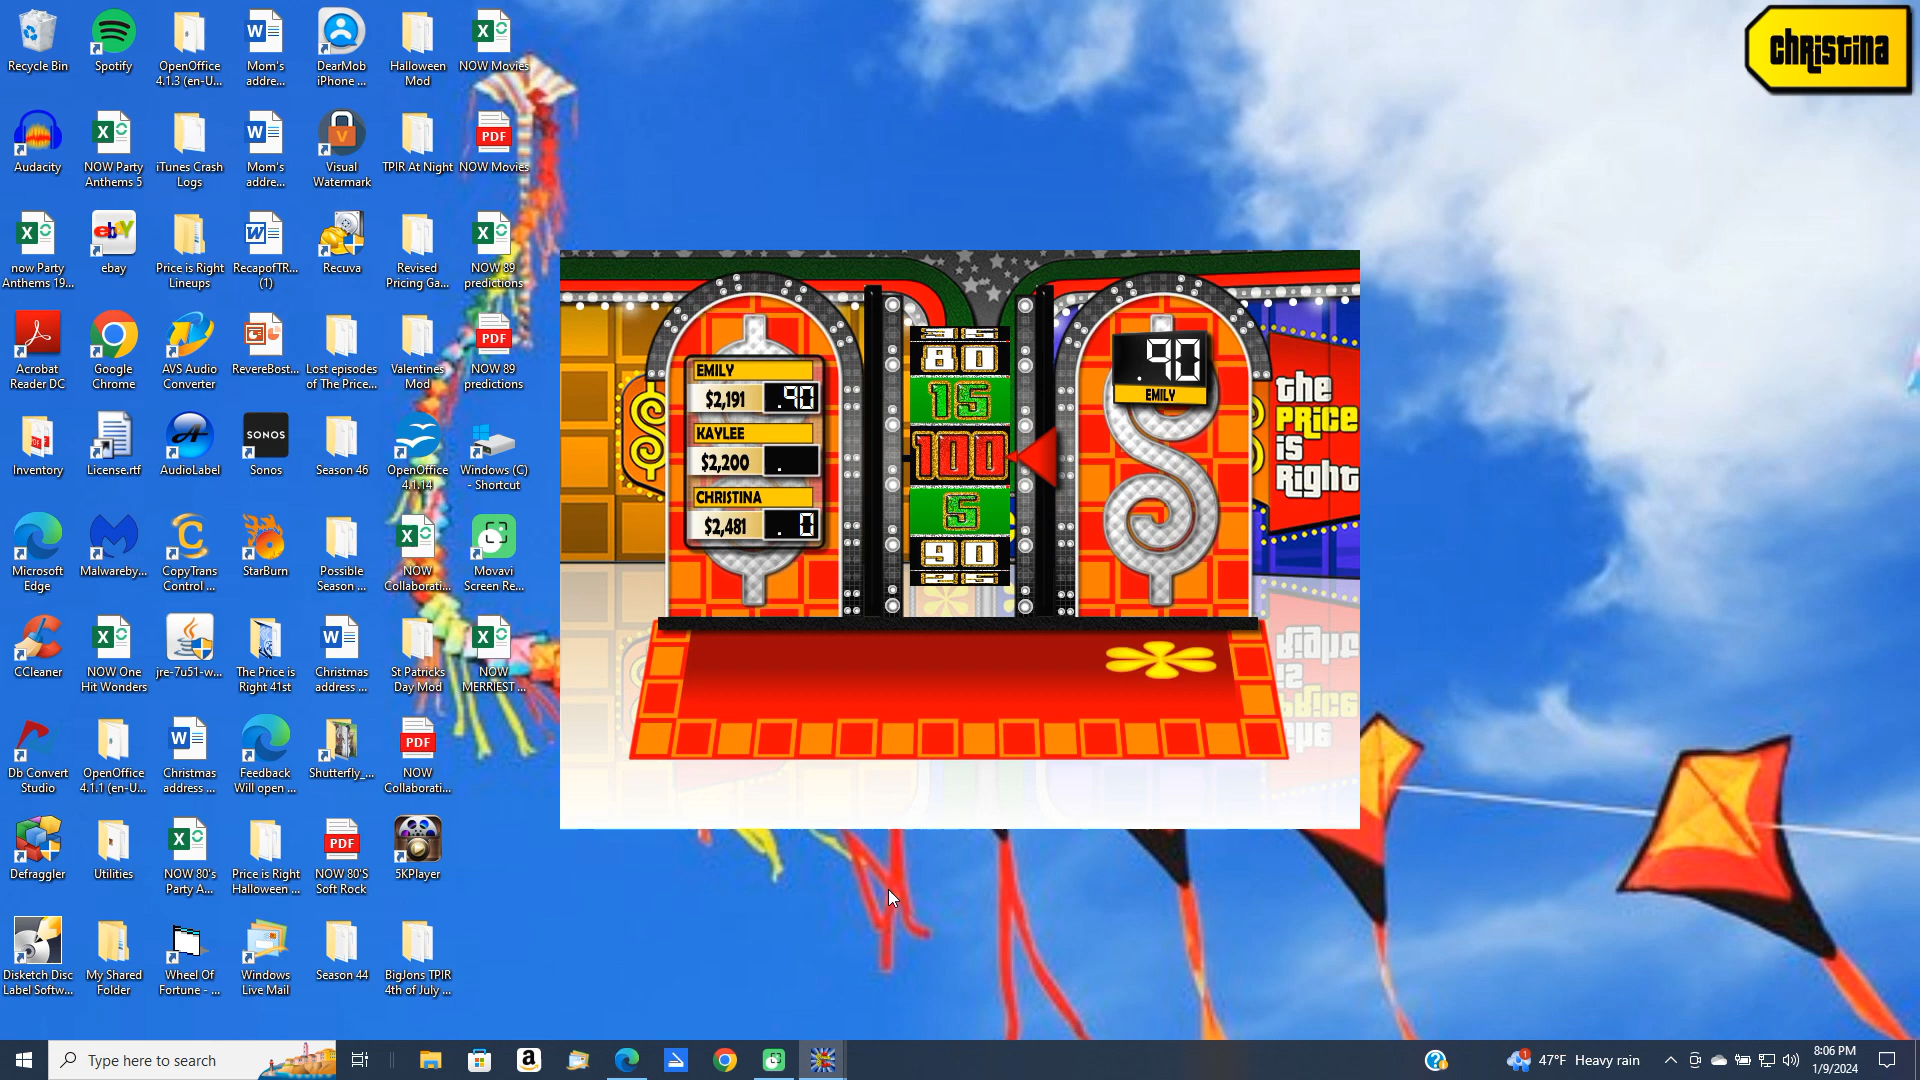 Recycle Bin
Spotify
OpenOffice
4.1.3 (en-U...
Mom's
addre...
DearMob
iPhone ...
Halloween
Mod
NOW Movies
christina
Audacity
NOW Party
Anthems 5
iTunes Crash
Logs
Mom's
addre...
Visual
Watermark
TPIR At Night
PDF
NOW Movies
now Party
Anthems 19...
ebay
ebay
Price is Right
Lineups
RecapofTR...
(1)
Recuva
Revised
Pricing Ga...
NOW 89
predictions
Acrobat
Reader DC
Google
Chrome
AVS Audio
Converter
RevereBost...
Lost episodes
of The Price...
Valentines
Mod
PDF
NOW 89
predictions
Inventory
License.rtf
AudioLabel
SONOS
Sonos
Season 46
OpenOffice
4.1.14
Windows (C)
- Shortcut
Microsoft
Edge
Malwareby...
CopyTrans
Control ...
StarBurn
Possible
Season ...
NOW
Collaborati...
Movavi
Screen Re...
CCleaner
NOW One
Hit Wonders
jre-7u51-w...
The Price is
Right 41st
Christmas
address ...
St Patricks
Day Mod
NOW
MERRIEST ...
Db Convert
Studio
OpenOffice
4.1.1 (en-U...
Christmas
address ...
Feedback
Will open ...
Shutterfly_...
PDF
NOW
Collaborati...
Defraggler
Utilities
NOW 80's
Party A...
Price is Right
Halloween ...
PDF
NOW 80'S
Soft Rock
5KPlayer
Disketch Disc
Label Softw...
My Shared
Folder
Wheel Of
Fortune - ...
Windows
Live Mail
Season 44
BigJons TPIR
4th of July ...
EMILY
$2,191 .90
KAYLEE
$2,200 .
CHRISTINA
$2,481 . 0
80
15
100
5
90
.90
EMILY
the
PRICE
is
Right
Type here to search
47°F Heavy rain
8:06 PM
1/9/2024